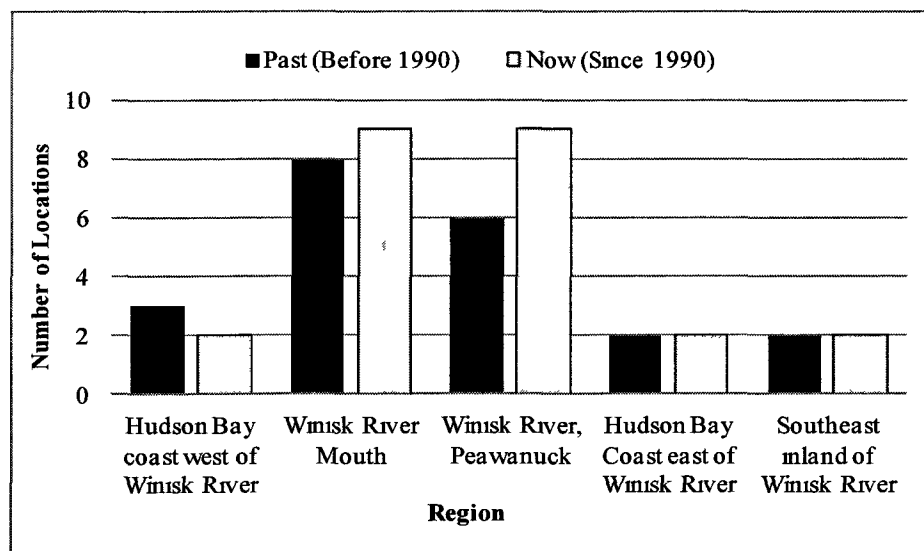 Past (Before 1990) Now (Since 1990)
Number of Locations
10
8
6
4
2
0
Hudson Bay
coast west of
Winisk River
Winisk River
Mouth
Winisk River,
Peawanuck
Hudson Bay
Coast east of
Winisk River
Southeast
inland of
Winisk River
Region